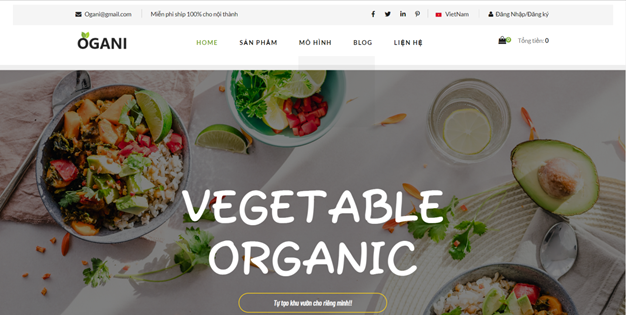 Ogani@gmail.com
Miễn phí ship 100% cho nội thành
VietNam
Đăng Nhập/Đăng ký
OGANI
HOME
SẢN PHẨM
MÔ HÌNH
BLOG
LIỆN HỆ
0
Tổng tiền: 0
VEGETABLE
ORGANIC
Tự tạo khu vườn cho riêng mình!!